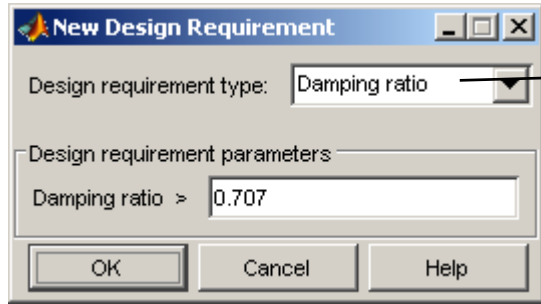 New Design Requirement
Design requirement type: Damping ratio
Design requirement parameters
Damping ratio > 0.707
OK Cancel Help